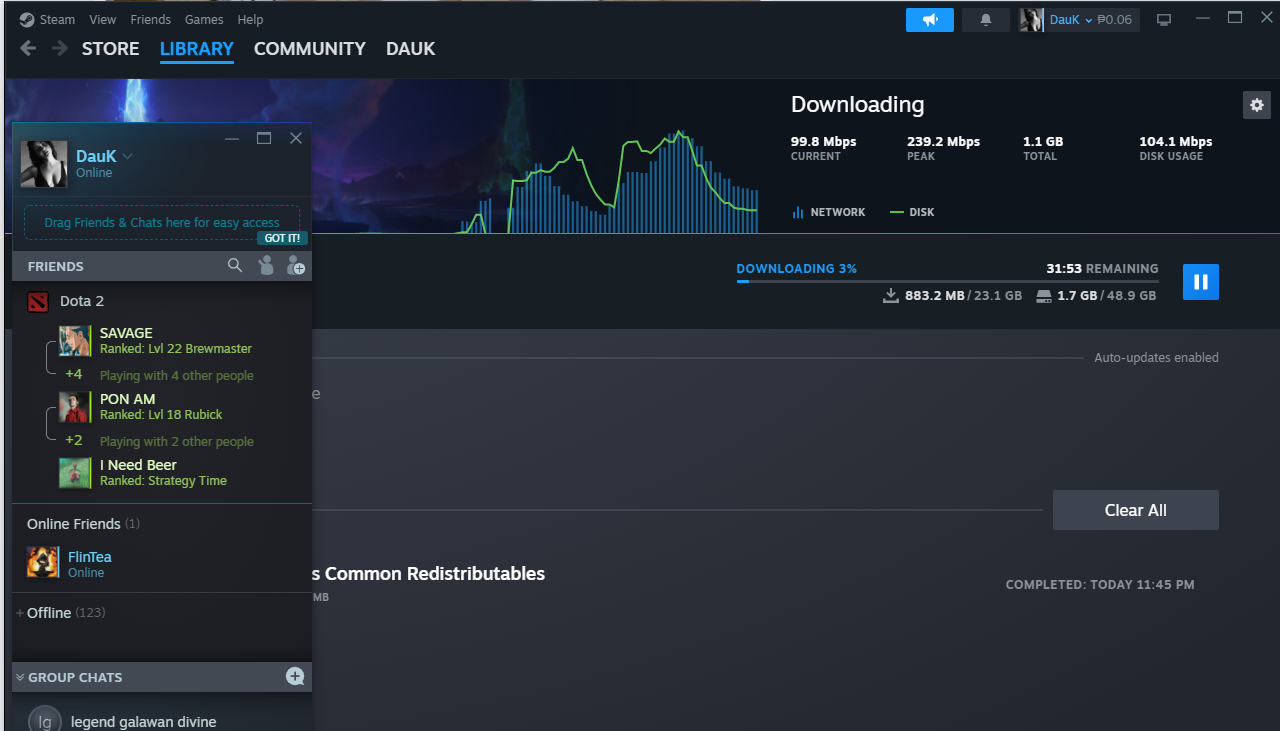 Steam View Friends Games Help
DauK ₱0.06
STORE LIBRARY COMMUNITY DAUK
Downloading
99.8 Mbps 239.2 Mbps 1.1 GB 104.1 Mbps
CURRENT PEAK TOTAL DISK USAGE
NETWORK DISK
DOWNLOADING 3% 31:53 REMAINING
883.2 MB / 23.1 GB 1.7 GB / 48.9 GB
Auto-updates enabled
e
Clear All
s Common Redistributables
MB
COMPLETED: TODAY 11:45 PM
DauK
Online
Drag Friends & Chats here for easy access
GOT IT!
FRIENDS
Dota 2
SAVAGE
Ranked: Lvl 22 Brewmaster
+4 Playing with 4 other people
PON AM
Ranked: Lvl 18 Rubick
+2 Playing with 2 other people
I Need Beer
Ranked: Strategy Time
Online Friends (1)
FlinTea
Online
+ Offline (123)
GROUP CHATS
lg legend galawan divine